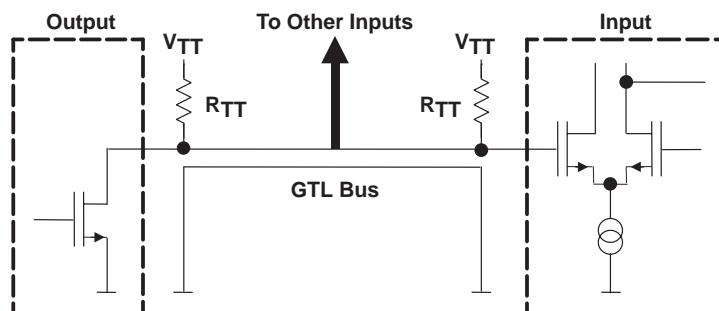 Output
To Other Inputs
Input
VTT
VTT
RTT
RTT
GTL Bus